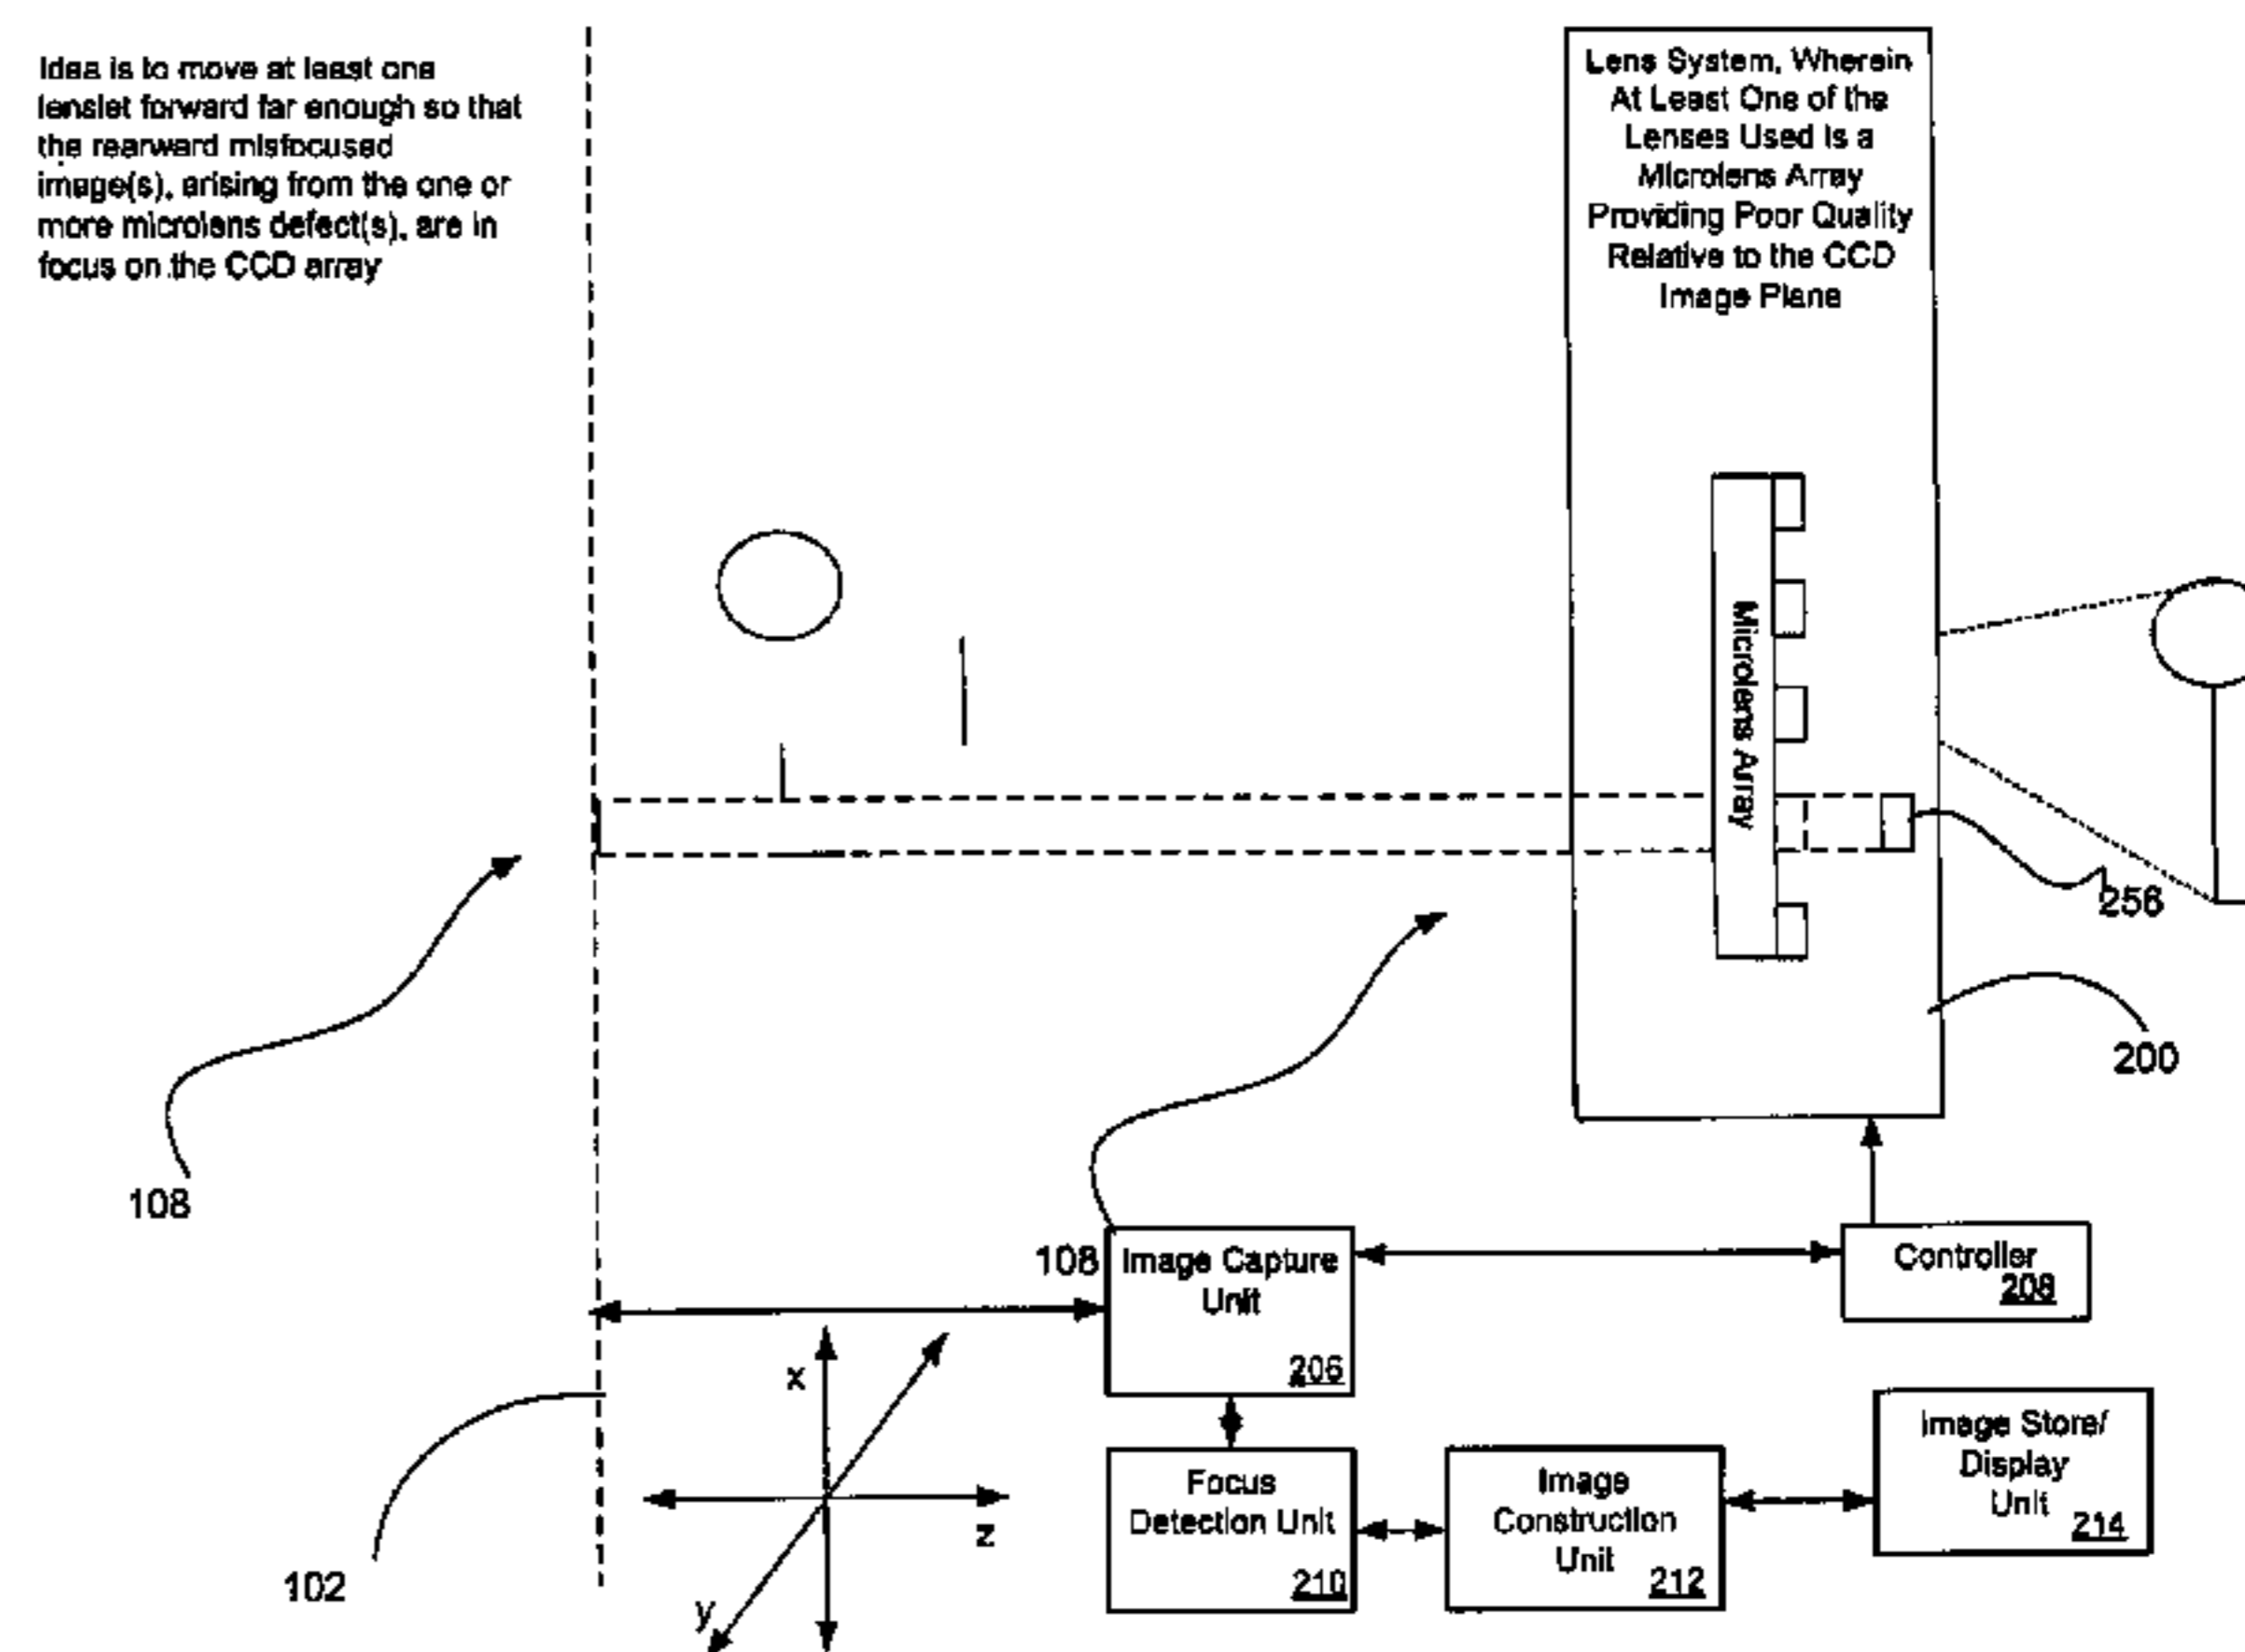 Idea is to move at least one
lenslet forward far enough so that
the rearward misfocused
image(s), arising from the one or
more microlens defect(s), are in
focus on the CCD array
Lens System, Wherein
At Least One of the
Lenses Used is a
Microlens Array
Providing Poor Quality
Relative to the CCD
Image Plane
Microlens Array
256
200
108
108
Image Capture
Unit
206
Controller
208
x
z
y
102
Focus
Detection Unit
210
Image
Construction
Unit
212
Image Store/
Display
Unit
214